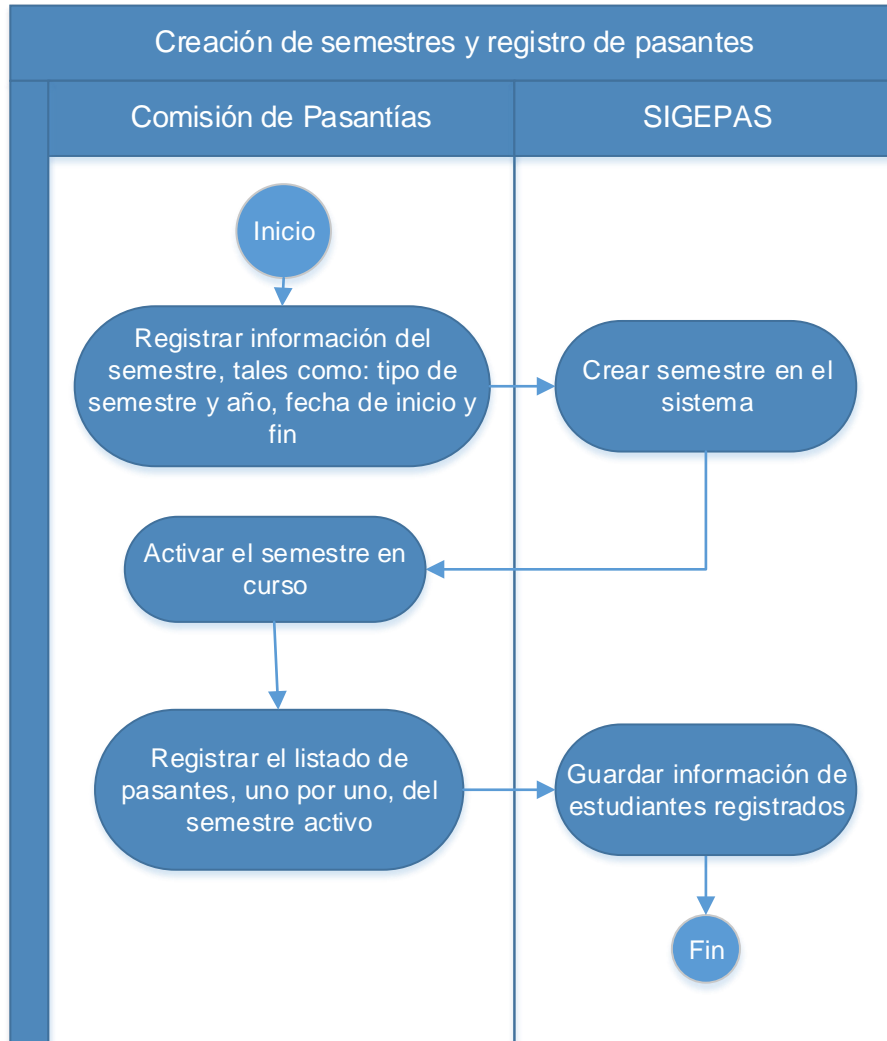 Creación de semestres y registro de pasantes
Comisión de Pasantías
SIGEPAS
Inicio
Registrar información del
semestre, tales como: tipo de
semestre y año, fecha de inicio y
fin
Crear semestre en el
sistema
Activar el semestre en
curso
Registrar el listado de
pasantes, uno por uno, del
semestre activo
Guardar información de
estudiantes registrados
Fin